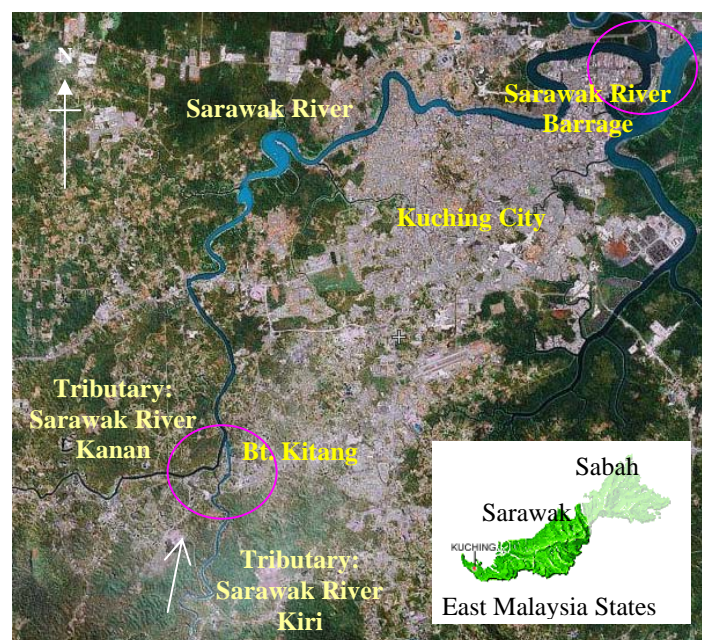 N
Sarawak River
Sarawak River
Barrage
Kuching City
Tributary:
Sarawak River
Kanan
Bt. Kitang
Tributary:
Sarawak River
Kiri
Sabah
Sarawak
KUCHING
East Malaysia States